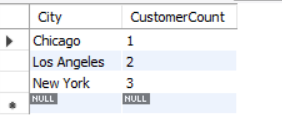 City CustomerCount
Chicago 1
Los Angeles 2
New York 3
NULL NULL